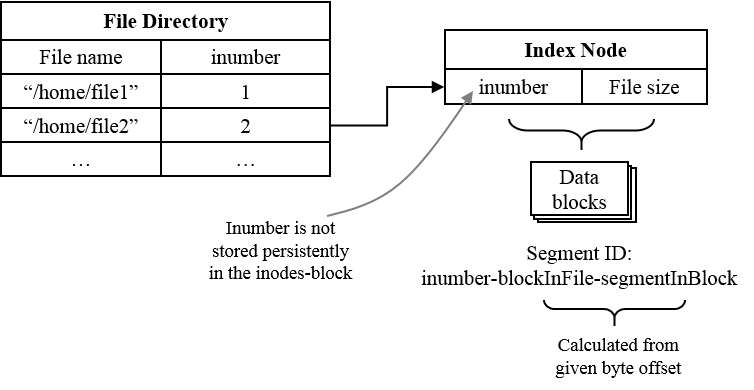 File Directory
File name inumber
“/home/file1” 1
“/home/file2” 2
… …
Index Node
inumber File size
Data
blocks
Inumber is not
stored persistently
in the inodes-block
Segment ID:
inumber-blockInFile-segmentInBlock
Calculated from
given byte offset